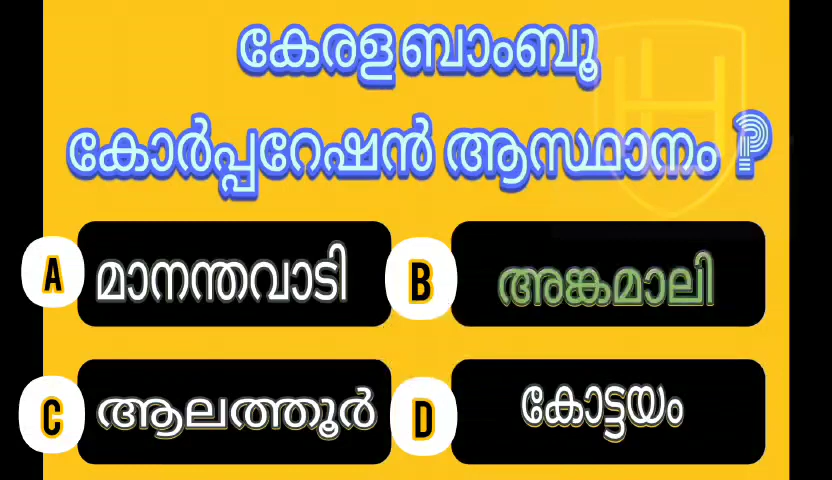 കേരള ബാംബൂ
കോർപ്പറേഷൻ ആസ്ഥാനം ?
A മാനന്തവാടി
B അങ്കമാലി
C ആലത്തൂർ
D കോട്ടയം